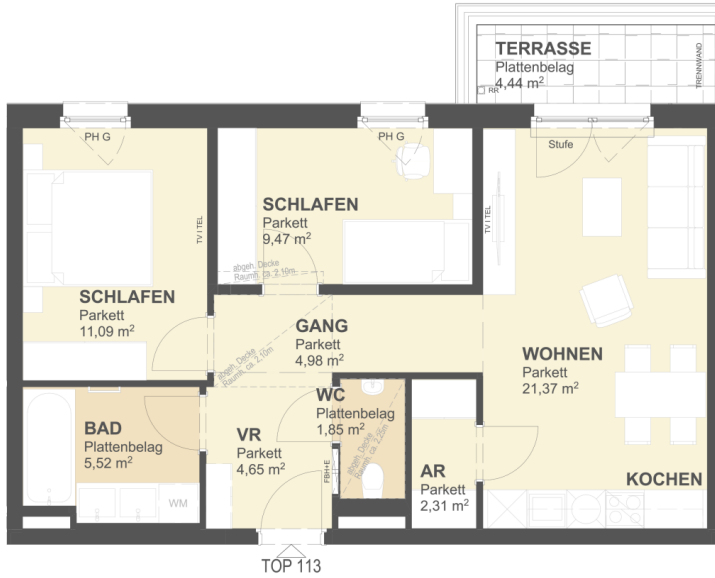 TERRASSE
Plattenbelag
4,44 m²
RR
TRENNWAND
PH G
PH G
Stufe
SCHLAFEN
Parkett
9,47 m²
TV I TEL
TV I TEL
abgeh. Decke
Raumh. ca. 2,10m
SCHLAFEN
Parkett
11,09 m²
GANG
Parkett
4,98 m²
abgeh. Decke
Raumh. ca. 2,10m
WOHNEN
Parkett
21,37 m²
BAD
Plattenbelag
5,52 m²
WM
VR
Parkett
4,65 m²
WC
Plattenbelag
1,85 m²
abgeh. Decke
Raumh. ca. 2,25m
FBH+E
AR
Parkett
2,31 m²
KOCHEN
TOP 113